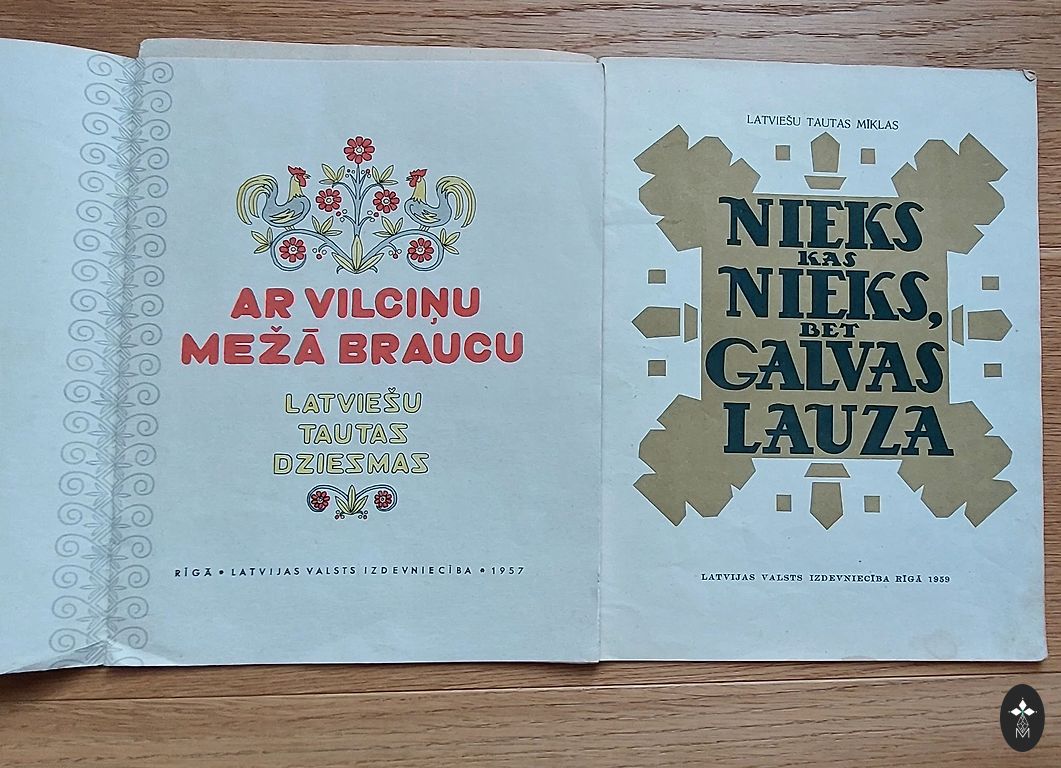 AR VILCIŅU
MEŽĀ BRAUCU
LATVIEŠU
TAUTAS
DZIESMAS
RĪGĀ • LATVIJAS VALSTS IZDEVNIECĪBA • 1957
LATVIEŠU TAUTAS MĪKLAS
NIEKS
KAS
NIEKS,
BET
GALVAS
LAUZA
LATVIJAS VALSTS IZDEVNIECĪBA RĪGĀ 1959
M